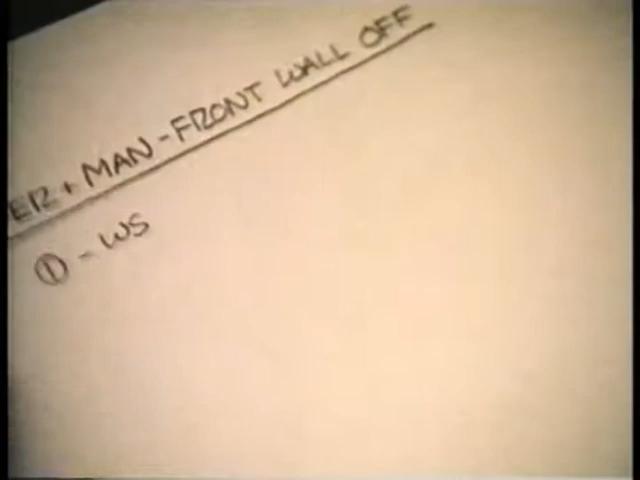 ER + MAN - FRONT WALL OFF
① - WS